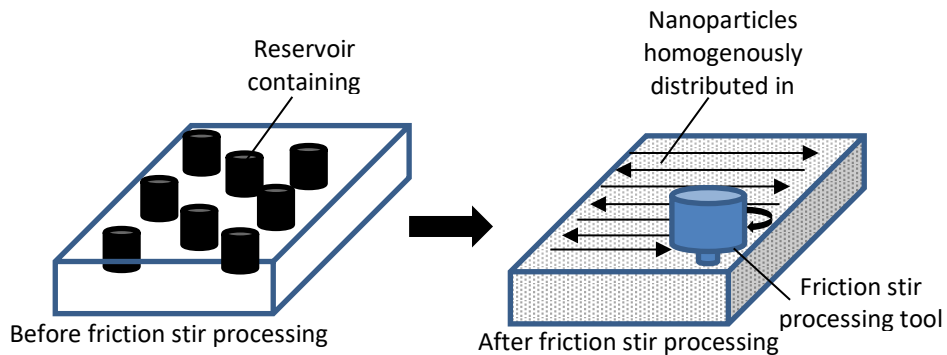 Reservoir
containing
Before friction stir processing
Nanoparticles
homogenously
distributed in
Friction stir
processing tool
After friction stir processing